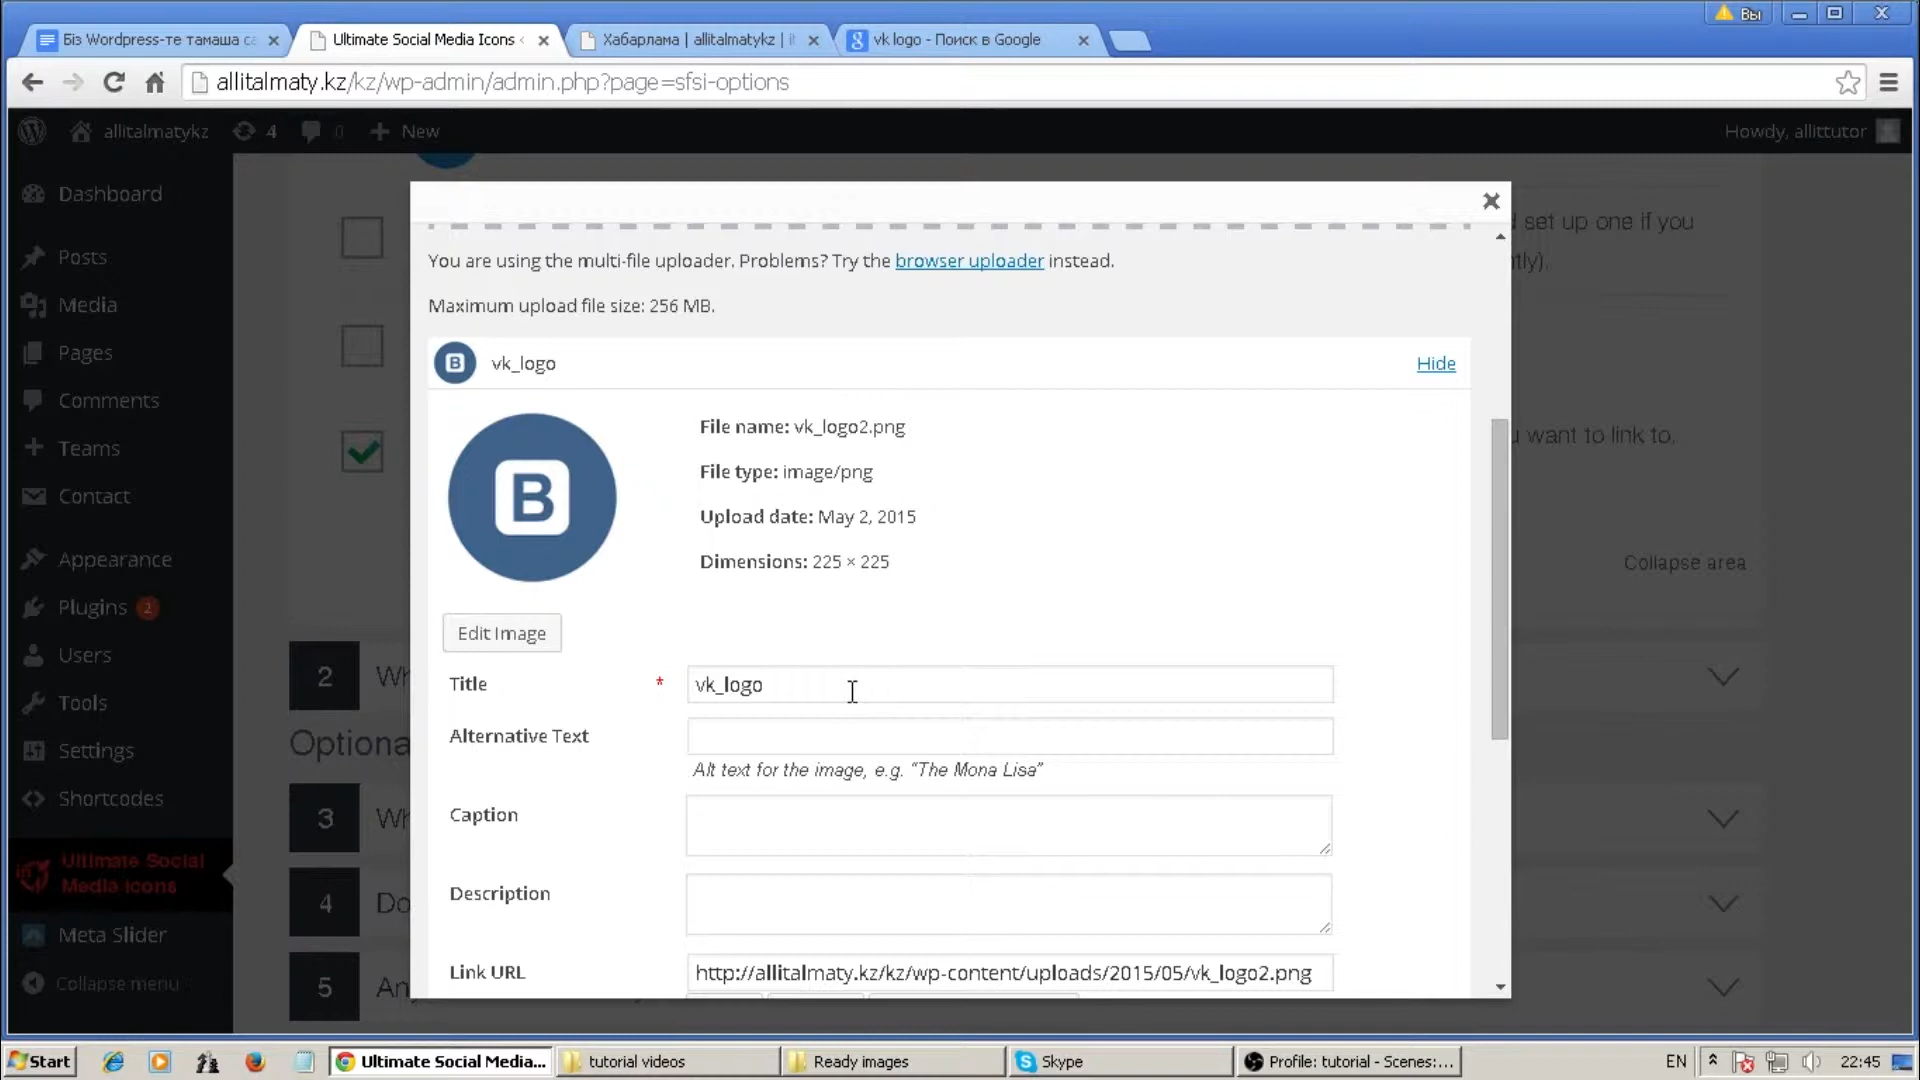 Вы
Біз Wordpress-те тамаша са
Ultimate Social Media Icons
Хабарлама | allitalmatykz | i
vk logo - Поиск в Google
allitalmaty.kz/kz/wp-admin/admin.php?page=sfsi-options
allitalmatykz 4 0 + New
Howdy, allittutor
Dashboard
Posts
Media
Pages
Comments
Teams
Contact
Appearance
Plugins 2
Users
Tools
Settings
Shortcodes
Ultimate Social
Media Icons
Meta Slider
Collapse menu
set up one if you
want to link to.
Collapse area
2
Optiona
3
4 Do
5 An
You are using the multi-file uploader. Problems? Try the browser uploader instead.
Maximum upload file size: 256 MB.
B vk_logo Hide
B
File name: vk_logo2.png
File type: image/png
Upload date: May 2, 2015
Dimensions: 225 × 225
Edit Image
Title * vk_logo
Alternative Text
Alt text for the image, e.g. “The Mona Lisa”
Caption
Description
Link URL http://allitalmaty.kz/kz/wp-content/uploads/2015/05/vk_logo2.png
Start Ultimate Social Media... tutorial videos Ready images Skype Profile: tutorial - Scenes:... EN 22:45